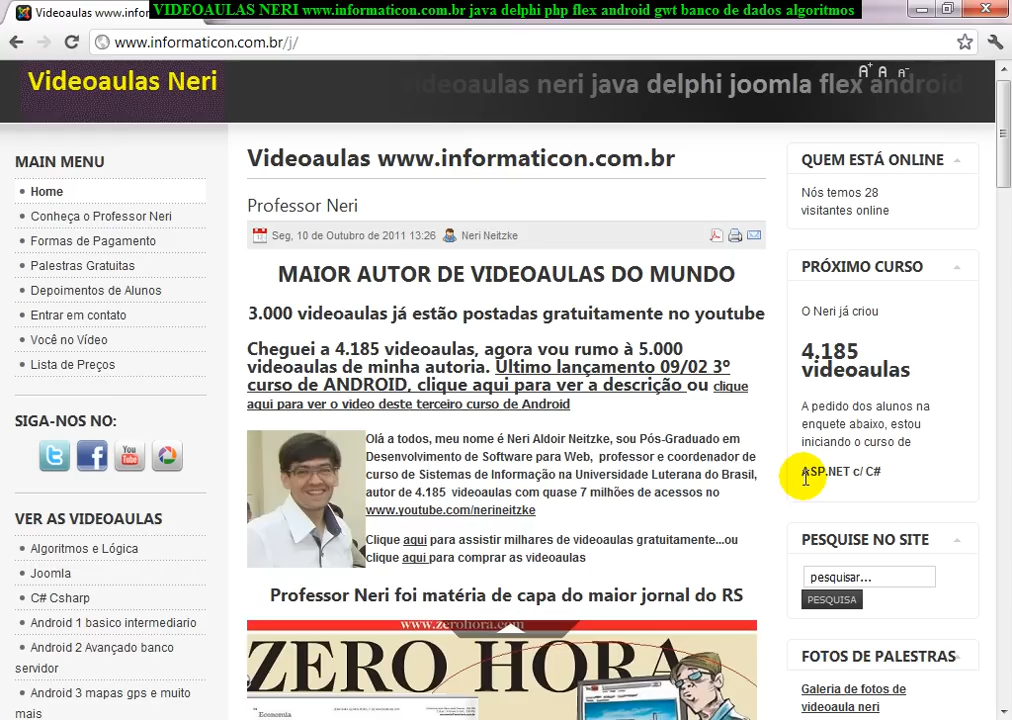 Videoaulas www.infor
VIDEOAULAS NERI www.informaticon.com.br java delphi php flex android gwt banco de dados algoritmos
www.informaticon.com.br/j/
Videoaulas Neri
videoaulas neri java delphi joomla flex android
A+ A A-
MAIN MENU
Home
Conheça o Professor Neri
Formas de Pagamento
Palestras Gratuitas
Depoimentos de Alunos
Entrar em contato
Você no Vídeo
Lista de Preços
SIGA-NOS NO:
You
Tube
VER AS VIDEOAULAS
Algoritmos e Lógica
Joomla
C# Csharp
Android 1 basico intermediario
Android 2 Avançado banco
servidor
Android 3 mapas gps e muito
mais
Videoaulas www.informaticon.com.br
Professor Neri
Seg, 10 de Outubro de 2011 13:26 Neri Neitzke
MAIOR AUTOR DE VIDEOAULAS DO MUNDO
3.000 videoaulas já estão postadas gratuitamente no youtube
Cheguei a 4.185 videoaulas, agora vou rumo à 5.000
videoaulas de minha autoria. Ultimo lançamento 09/02 3º
curso de ANDROID, clique aqui para ver a descrição ou clique
aqui para ver o video deste terceiro curso de Android
Olá a todos, meu nome é Neri Aldoir Neitzke, sou Pós-Graduado em
Desenvolvimento de Software para Web, professor e coordenador de
curso de Sistemas de Informação na Universidade Luterana do Brasil,
autor de 4.185 videoaulas com quase 7 milhões de acessos no
www.youtube.com/nerineitzke
Clique aqui para assistir milhares de videoaulas gratuitamente...ou
clique aqui para comprar as videoaulas
Professor Neri foi matéria de capa do maior jornal do RS
www.zerohora.com
ZERO HORA
Economia
QUEM ESTÁ ONLINE
Nós temos 28
visitantes online
PRÓXIMO CURSO
O Neri já criou
4.185
videoaulas
A pedido dos alunos na
enquete abaixo, estou
iniciando o curso de
ASP.NET c/ C#
PESQUISE NO SITE
pesquisar...
PESQUISA
FOTOS DE PALESTRAS
Galeria de fotos de
videoaula neri